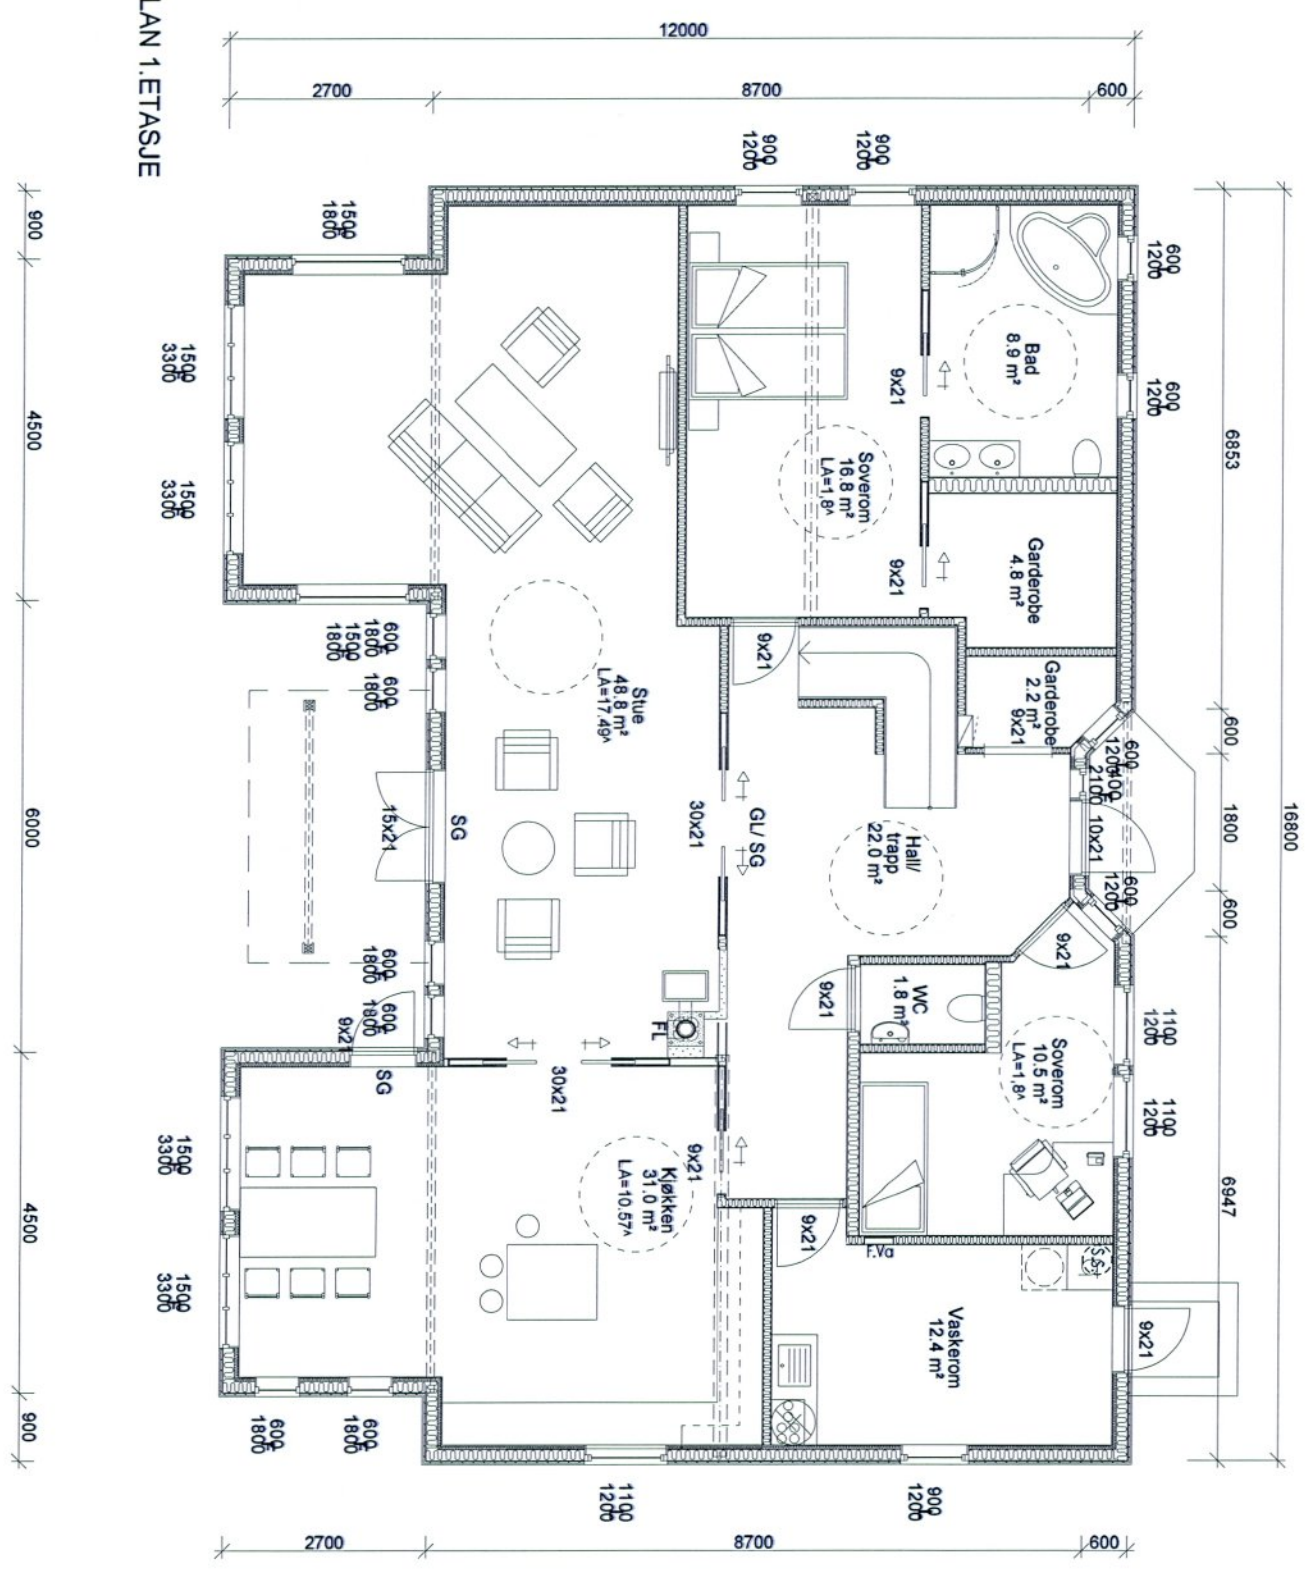 LAN 1.ETASJE
12000
2700
8700
600
900
1200
900
1200
900
4500
6000
4500
900
1500
1800
1500
3300
1500
3300
600
1200
600
1200
6853
600
1800
600
6947
16800
Bad
8.9 m²
9x21
Soverom
16.8 m²
LA=1,8^
9x21
Garderobe
4.8 m²
Garderobe
2.2 m²
9x21
9x21
600
1800
1500
1800
600
1800
Stue
48.8 m²
LA=17.49^
SG
15x21
30x21
GL/ SG
Hall/
trapp
22.0 m²
600
1200
2100
10x21
600
1200
9x21
9x21
WC
1.8 m²
FL
600
1800
600
1800
9x21
SG
30x21
Soverom
10.5 m²
LA=1,8^
1100
1200
1100
1200
9x21
Kjøkken
31.0 m²
LA=10.57^
9x21
F.Va
S.S.
Vaskerom
12.4 m²
9x21
1500
3300
1500
3300
600
1800
600
1800
1100
1200
900
1200
2700
8700
600